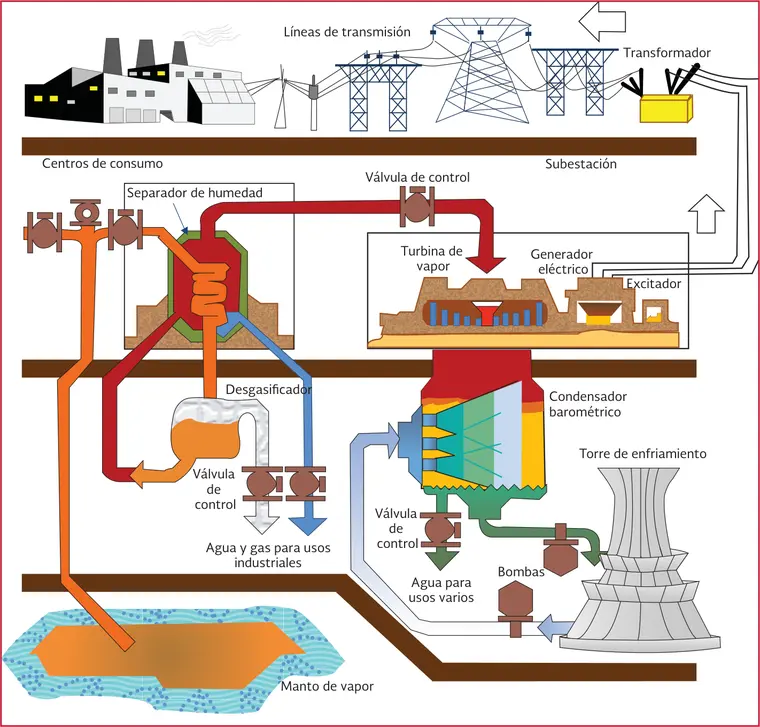 Líneas de transmisión
Transformador
Centros de consumo
Subestación
Separador de humedad
Válvula de control
Turbina de
vapor
Generador
eléctrico
Excitador
Desgasificador
Condensador
barométrico
Torre de enfriamiento
Válvula
de
control
Válvula
de
control
Agua y gas para usos
industriales
Agua para
usos varios
Bombas
Manto de vapor